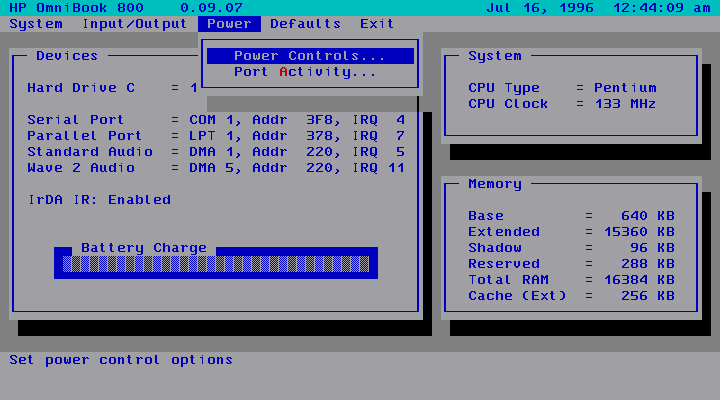 HP OmniBook 800    0.09.07    Jul 16, 1996  12:44:09 am
System  Input/Output  Power  Defaults  Exit
Devices
Power Controls...
Port Activity...
Hard Drive C    = 1
Serial Port     = COM 1, Addr  3F8, IRQ  4
Parallel Port   = LPT 1, Addr  378, IRQ  7
Standard Audio  = DMA 1, Addr  220, IRQ  5
Wave 2 Audio    = DMA 5, Addr  220, IRQ 11
IrDA IR: Enabled
Battery Charge
System
CPU Type    = Pentium
CPU Clock   = 133 MHz
Memory
Base         =   640 KB
Extended     = 15360 KB
Shadow       =    96 KB
Reserved     =   288 KB
Total RAM    = 16384 KB
Cache (Ext)  =   256 KB
Set power control options